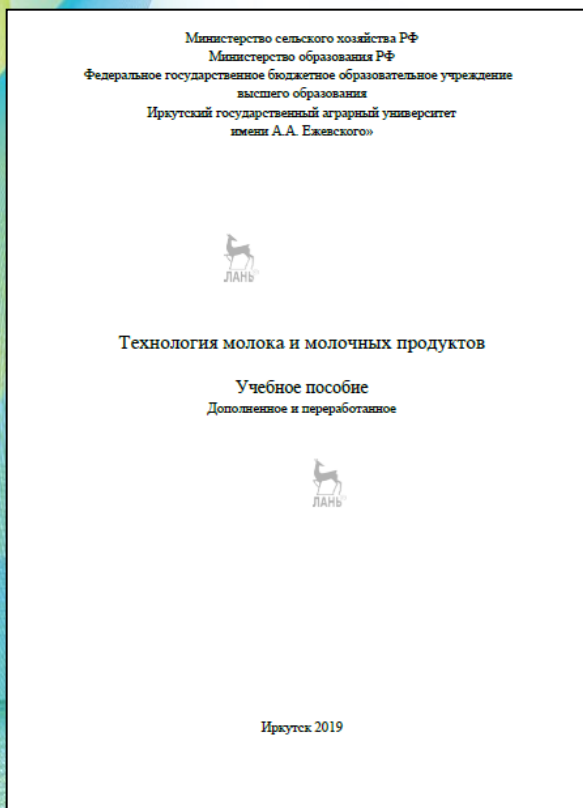 Министерство сельского хозяйства РФ
Министерство образования РФ
Федеральное государственное бюджетное образовательное учреждение
высшего образования
Иркутский государственный аграрный университет
имени А.А. Ежевского»
ЛАНЬ®
Технология молока и молочных продуктов
Учебное пособие
Дополненное и переработанное
ЛАНЬ®
Иркутск 2019